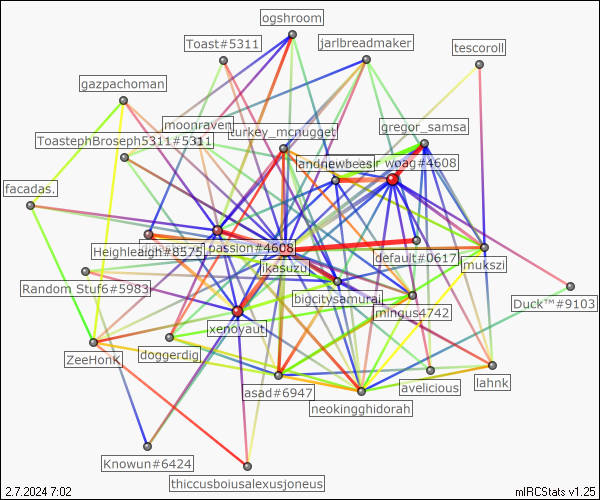 ogshroom
Toast#5311
jarlbreadmaker
tescoroll
gazpachoman
moonraven
turkey_mcnugget
gregor_samsa
ToastephBroseph5311#5311
andnewbees
woag#4608
facadas.
Heighleagh#8575
passion#4608
default#0617
jikasuzu
mukszi
Random Stuf6#5983
bigcitysamurai
Duck™#9103
xenoyaut
mingus4742
ZeeHonk
doggerdig
asad#6947
avelicious
lahnk
neokingghidorah
Knowun#6424
thiccusboiusalexusjoneus
2.7.2024 7:02
mIRCStats v1.25